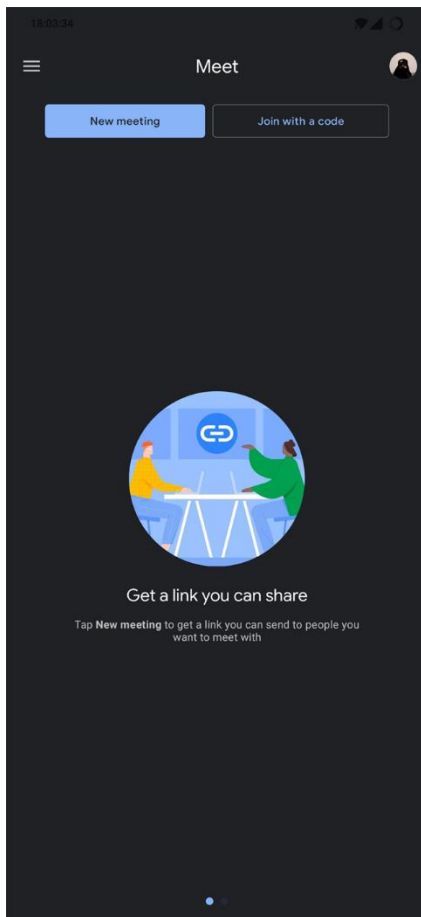 18:03:34
Meet
New meeting
Join with a code
Get a link you can share
Tap New meeting to get a link you can send to people you
want to meet with